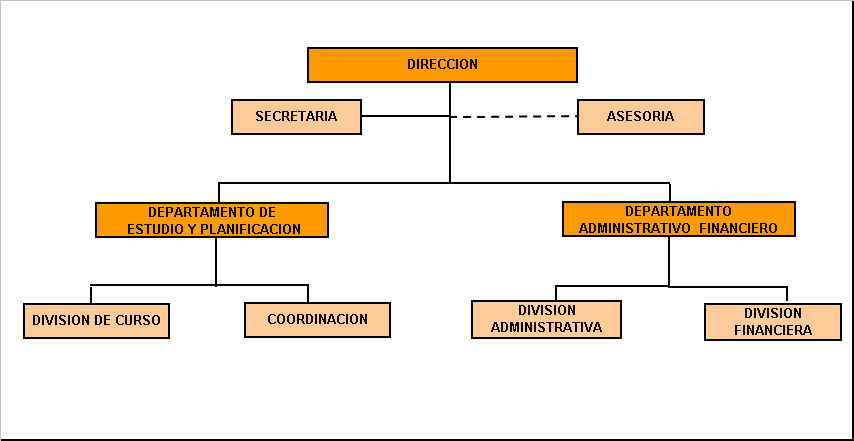 DIRECCION
SECRETARIA
ASESORIA
DEPARTAMENTO DE
ESTUDIO Y PLANIFICACION
DEPARTAMENTO
ADMINISTRATIVO FINANCIERO
DIVISION DE CURSO
COORDINACION
DIVISION
ADMINISTRATIVA
DIVISION
FINANCIERA